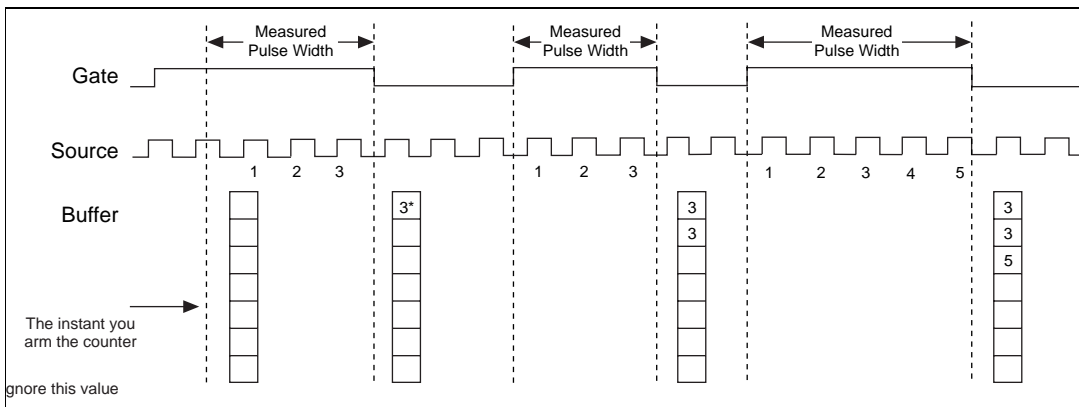 Measured
Pulse Width
Measured
Pulse Width
Measured
Pulse Width
Gate
Source
1 2 3 1 2 3 1 2 3 4 5
Buffer
3* 3 3
3 3
5
The instant you
arm the counter
gnore this value